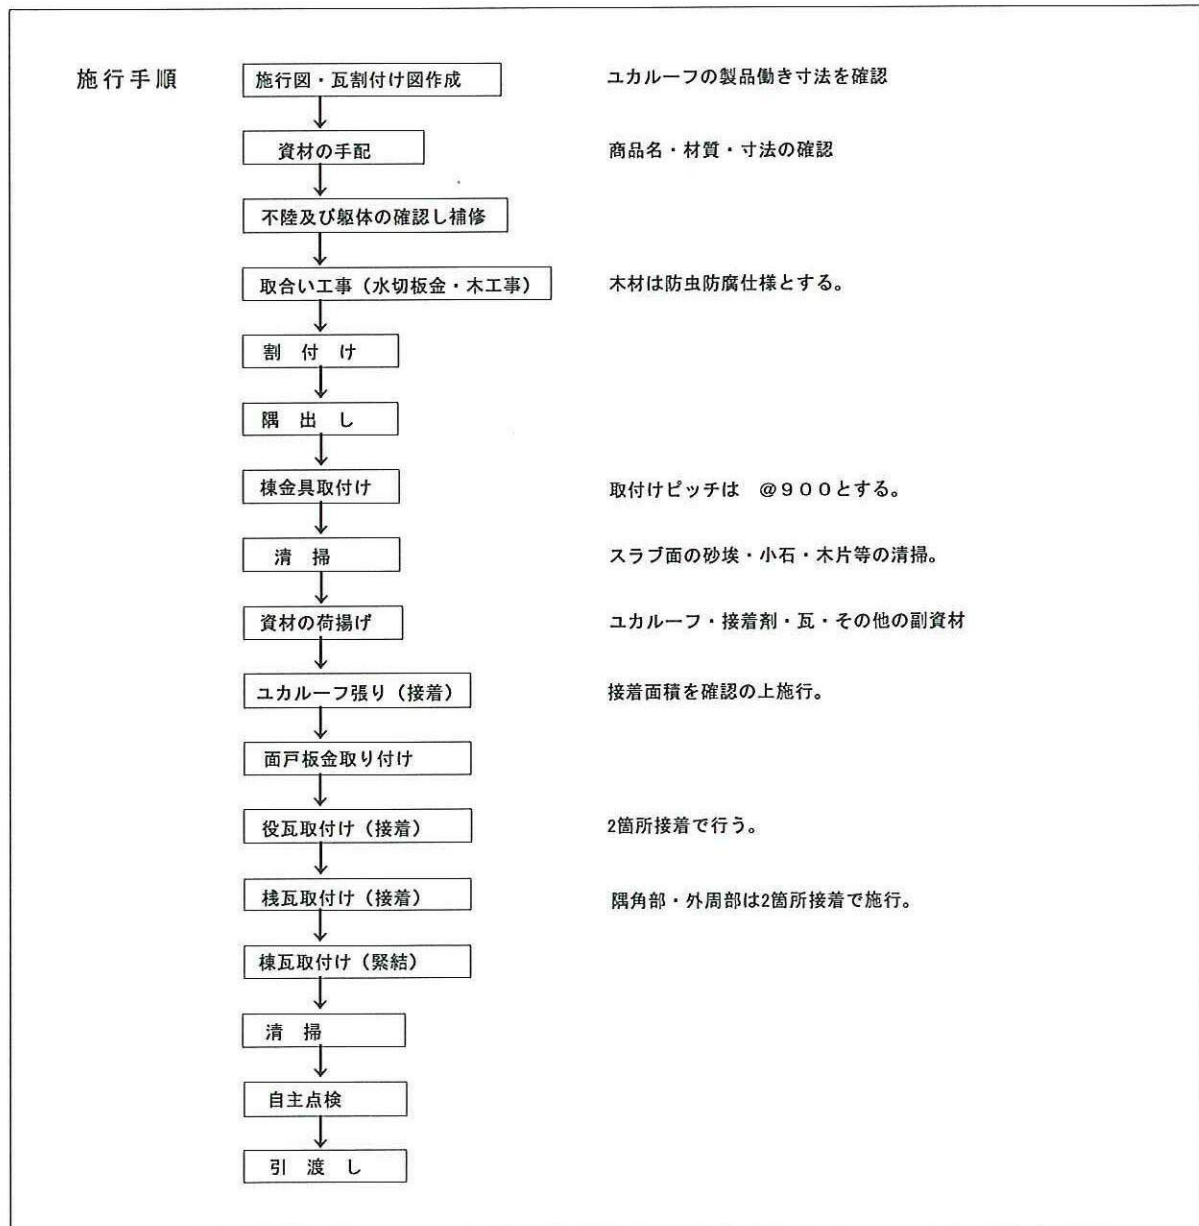 施行手順
施行図・瓦割付け図作成 ユカルーフの製品働き寸法を確認
資材の手配 商品名・材質・寸法の確認
不陸及び躯体の確認し補修
取合い工事（水切板金・木工事） 木材は防虫防腐仕様とする。
割 付 け
隅 出 し
棟金具取付け 取付けピッチは ＠９００とする。
清 掃 スラブ面の砂埃・小石・木片等の清掃。
資材の荷揚げ ユカルーフ・接着剤・瓦・その他の副資材
ユカルーフ張り（接着） 接着面積を確認の上施行。
面戸板金取り付け
役瓦取付け（接着） 2箇所接着で行う。
桟瓦取付け（接着） 隅角部・外周部は2箇所接着で施行。
棟瓦取付け（緊結）
清 掃
自主点検
引 渡 し